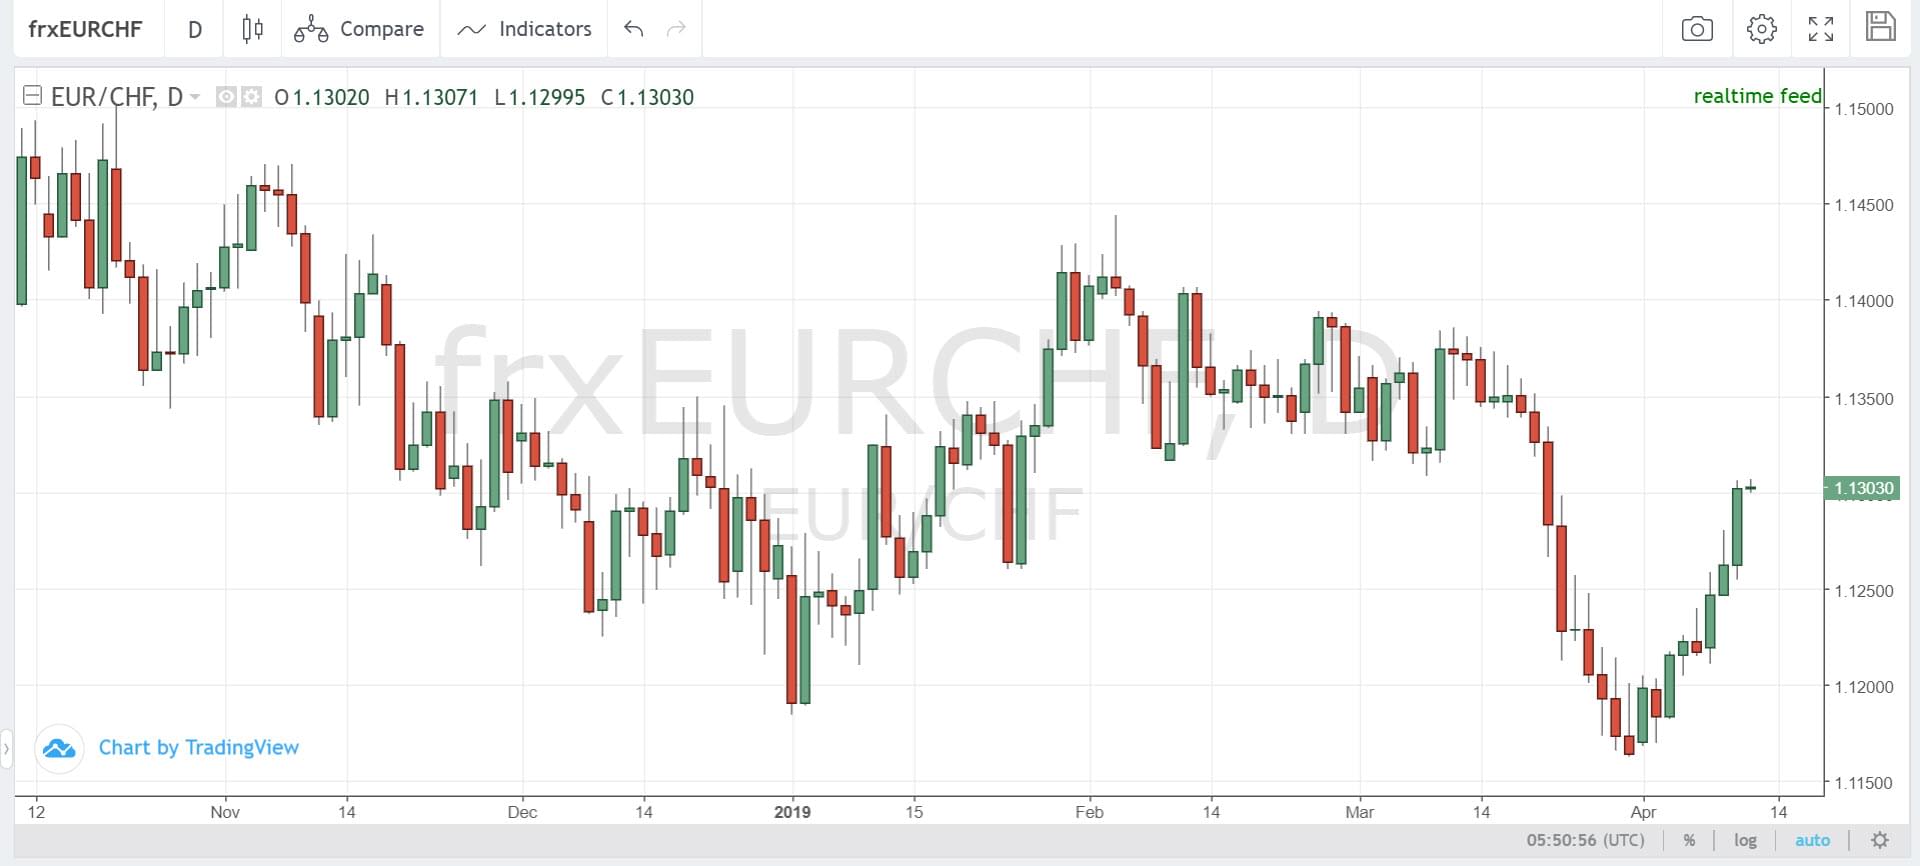 frxEURCHF D Compare Indicators
EUR/CHF, D O1.13020 H1.13071 L1.12995 C1.13030
realtime feed
1.15000
1.14500
1.14000
frxEURCHF, D
1.13500
EUR/CHF
1.13030
1.12500
1.12000
Chart by TradingView
1.11500
12 Nov 14 Dec 14 2019 15 Feb 14 Mar 14 Apr 14
05:50:56 (UTC) % log auto